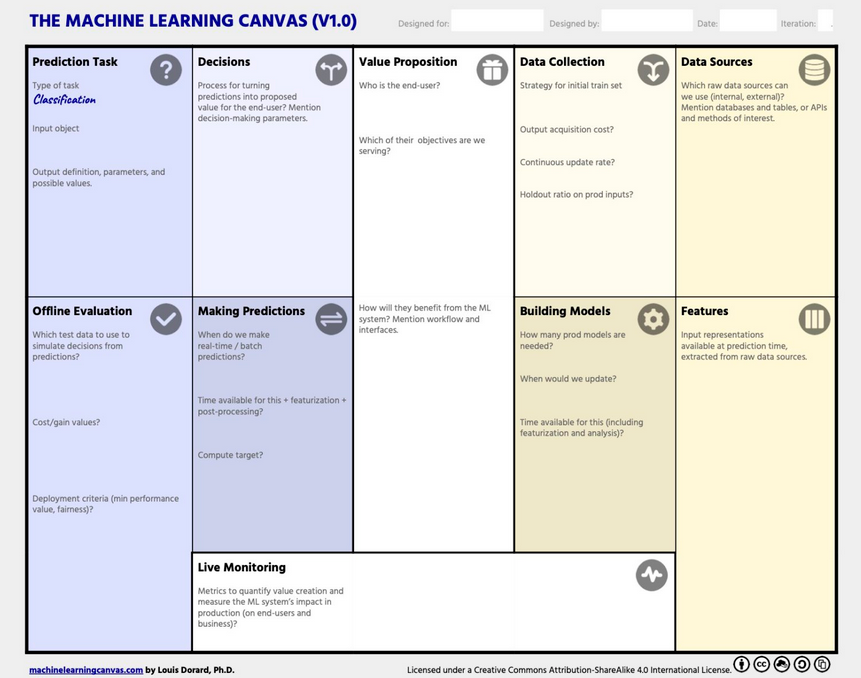 THE MACHINE LEARNING CANVAS (V1.0)
Designed for:
Designed by:
Date:
Iteration:
Prediction Task
Type of task
Classification
Input object
Output definition, parameters, and
possible values.
Decisions
Process for turning
predictions into proposed
value for the end-user? Mention
decision-making parameters.
Value Proposition
Who is the end-user?
Which of their objectives are we
serving?
Data Collection
Strategy for initial train set
Output acquisition cost?
Continuous update rate?
Holdout ratio on prod inputs?
Data Sources
Which raw data sources can
we use (internal, external)?
Mention databases and tables, or APIs
and methods of interest.
Offline Evaluation
Which test data to use to
simulate decisions from
predictions?
Cost/gain values?
Deployment criteria (min performance
value, fairness)?
Making Predictions
When do we make
real-time / batch
predictions?
Time available for this + featurization +
post-processing?
Compute target?
How will they benefit from the ML
system? Mention workflow and
interfaces.
Building Models
How many prod models are
needed?
When would we update?
Time available for this (including
featurization and analysis)?
Features
Input representations
available at prediction time,
extracted from raw data sources.
Live Monitoring
Metrics to quantify value creation and
measure the ML system's impact in
production (on end-users and
business)?
machinelearningcanvas.com by Louis Dorard, Ph.D.
Licensed under a Creative Commons Attribution-ShareAlike 4.0 International License.